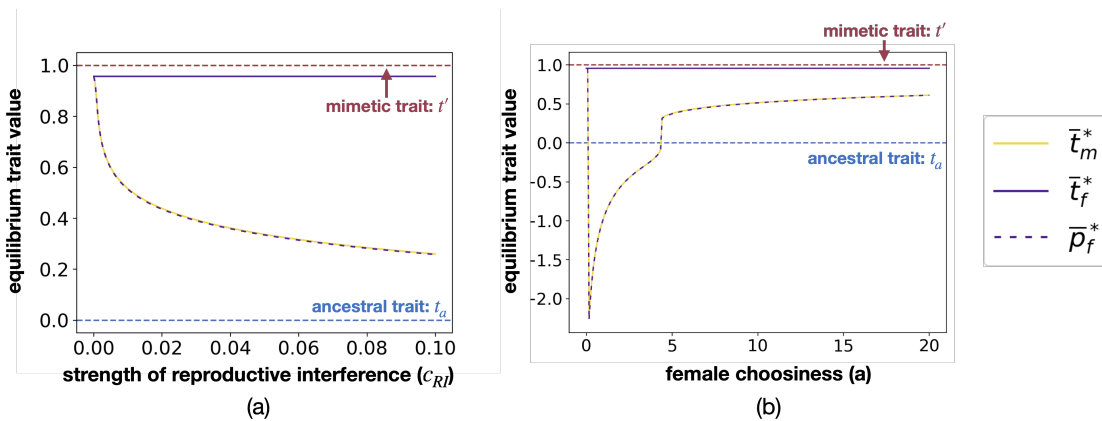 mimetic trait: t′
1.0
0.8
0.6
0.4
0.2
0.0
equilibrium trait value
mimetic trait: t′
ancestral trait: tₐ
0.00 0.02 0.04 0.06 0.08 0.10
strength of reproductive interference (c_RI)
(a)
1.0
0.5
0.0
-0.5
-1.0
-1.5
-2.0
equilibrium trait value
ancestral trait: tₐ
0 5 10 15 20
female choosiness (a)
(b)
t̅*ₘ
t̅*_f
p̅*_f